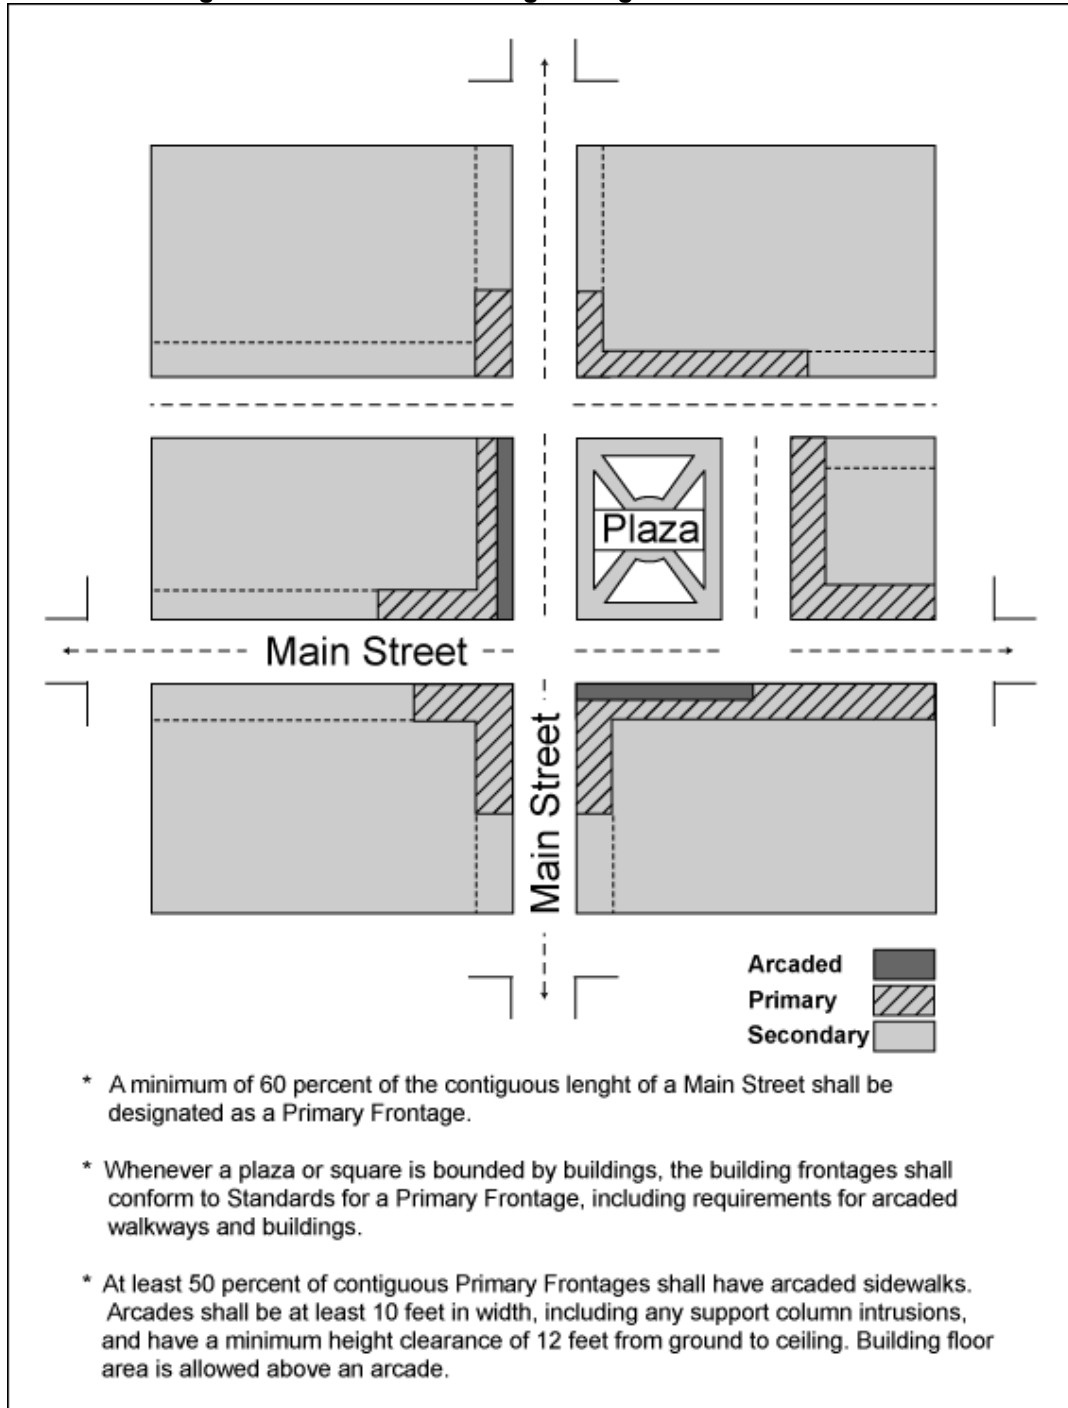 Plaza
Main Street
Main Street
Arcaded
Primary
Secondary
* A minimum of 60 percent of the contiguous lenght of a Main Street shall be
designated as a Primary Frontage.
* Whenever a plaza or square is bounded by buildings, the building frontages shall
conform to Standards for a Primary Frontage, including requirements for arcaded
walkways and buildings.
* At least 50 percent of contiguous Primary Frontages shall have arcaded sidewalks.
Arcades shall be at least 10 feet in width, including any support column intrusions,
and have a minimum height clearance of 12 feet from ground to ceiling. Building floor
area is allowed above an arcade.